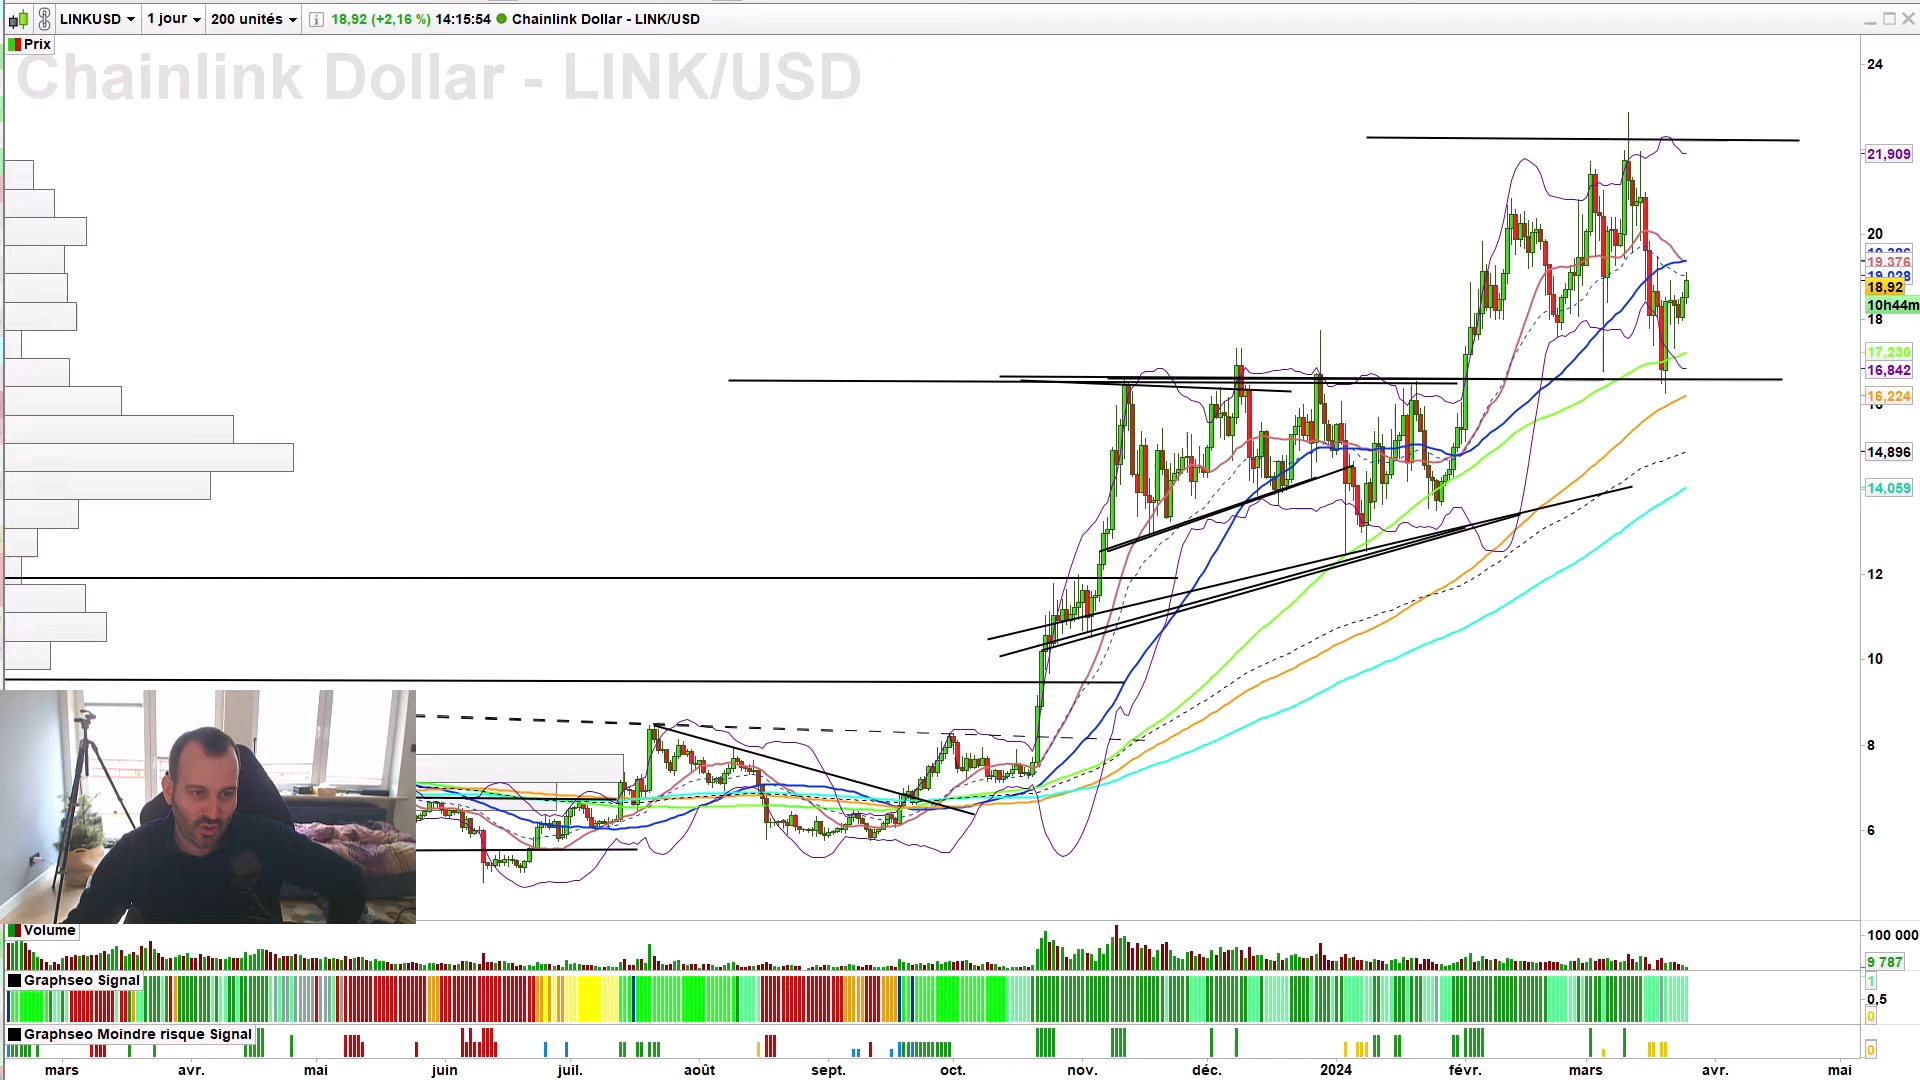 LINKUSD 1 jour 200 unités 18,92 (+2,16 %) 14:15:54 Chainlink Dollar - LINK/USD
Prix
Chainlink Dollar - LINK/USD
24
21,909
20
19,376
19,028
18,92
10h44m
18
17,230
16,842
16,224
14,896
14,059
12
10
8
6
Volume
100 000
9 787
Graphseo Signal
1
0,5
0
Graphseo Moindre risque Signal
0
mars avr. mai juin juil. août sept. oct. nov. déc. 2024 févr. mars avr. mai